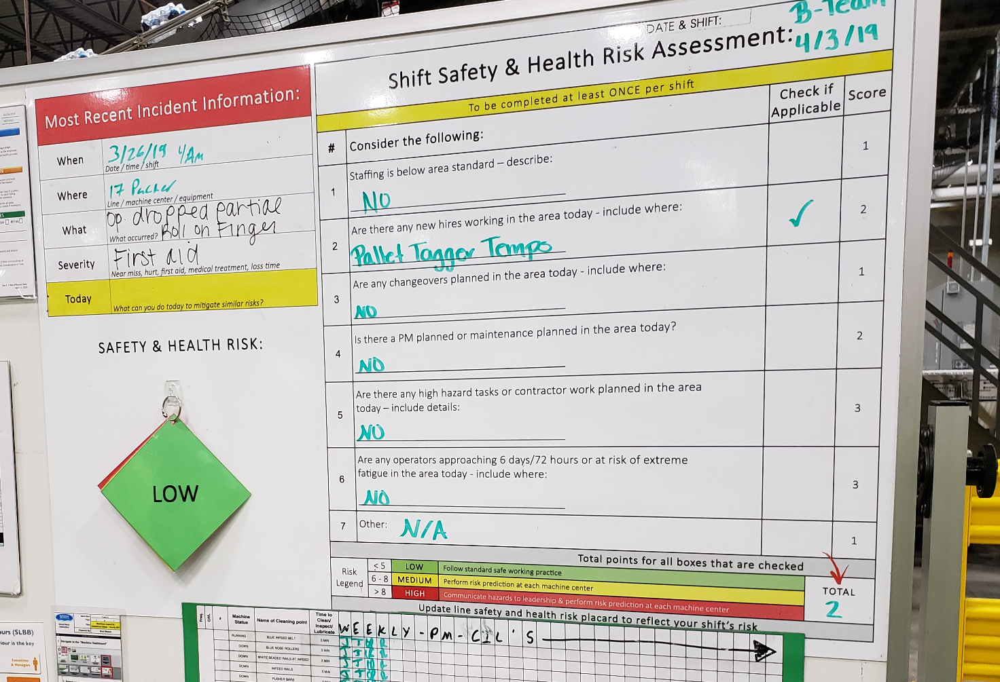 B-Team
DATE & SHIFT:
Shift Safety & Health Risk Assessment: 4/3/19
To be completed at least ONCE per shift
Most Recent Incident Information:
When 3/26/19 4Am
Date / time / shift
Where 17 Packer
Line / machine center / equipment
What Op. dropped partial
What occurred? Roll on Finger
Severity First aid
Near miss, hurt, first aid, medical treatment, loss time
Today
What can you do today to mitigate similar risks?
SAFETY & HEALTH RISK:
LOW
# Consider the following: Check if Applicable Score
1 Staffing is below area standard – describe: 1
NO
2 Are there any new hires working in the area today - include where: ✓ 2
Pallet Tagger Temps
3 Are any changeovers planned in the area today - include where: 1
NO
4 Is there a PM planned or maintenance planned in the area today? 2
NO
5 Are there any high hazard tasks or contractor work planned in the area
today – include details: 3
NO
6 Are any operators approaching 6 days/72 hours or at risk of extreme
fatigue in the area today - include where: 3
NO
7 Other: N/A 1
Total points for all boxes that are checked
Risk Legend
< 5 LOW Follow standard safe working practice
6 - 8 MEDIUM Perform risk prediction at each machine center
> 8 HIGH Communicate hazards to leadership & perform risk prediction at each machine center
TOTAL
2
Update line safety and health risk placard to reflect your shift's risk
# Machine Status Name of Cleaning point Time to Clean/ Inspect/ Lubricate
WEEKLY - PM - CIL'S
RUNNING BLUE INFEED BELT 5 MIN
DOWN BLUE NOSE ROLLERS 3 MIN
DOWN WHITE BEADED RAILS AT INFEED 2 MIN
DOWN INFEED RAILS 5 MIN
DOWN PUSHER BARS
ours (SLBB)
iour is the key
Executives
& Managers